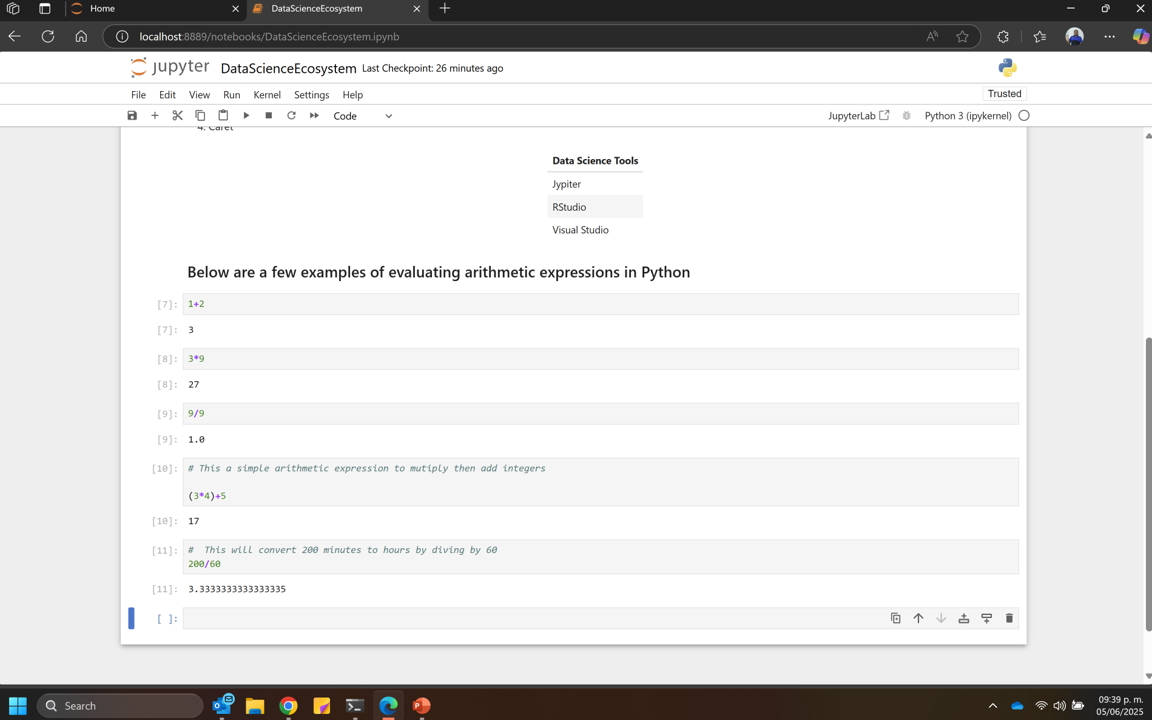 Home
DataScienceEcosystem
localhost:8889/notebooks/DataScienceEcosystem.ipynb
jupyter DataScienceEcosystem Last Checkpoint: 26 minutes ago
File Edit View Run Kernel Settings Help
Trusted
Code
JupyterLab
Python 3 (ipykernel)
4. Caret
Data Science Tools
Jypiter
RStudio
Visual Studio
Below are a few examples of evaluating arithmetic expressions in Python
[7]: 1+2
[7]: 3
[8]: 3*9
[8]: 27
[9]: 9/9
[9]: 1.0
[10]: # This a simple arithmetic expression to mutiply then add integers
(3*4)+5
[10]: 17
[11]: #  This will convert 200 minutes to hours by diving by 60
200/60
[11]: 3.3333333333333335
[ ]:
Search
09:39 p. m.
05/06/2025